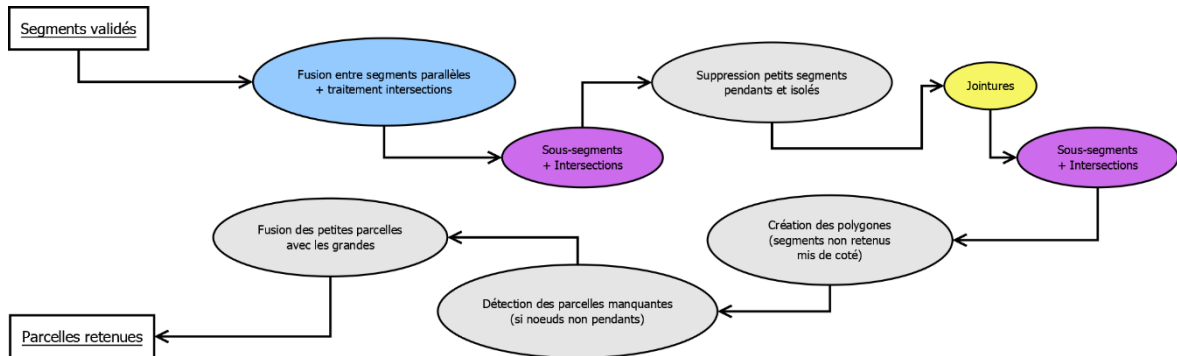 Segments validés
Fusion entre segments parallèles
+ traitement intersections
Sous-segments
+ Intersections
Suppression petits segments
pendants et isolés
Jointures
Sous-segments
+ Intersections
Création des polygones
(segments non retenus
mis de coté)
Détection des parcelles manquantes
(si noeuds non pendants)
Fusion des petites parcelles
avec les grandes
Parcelles retenues